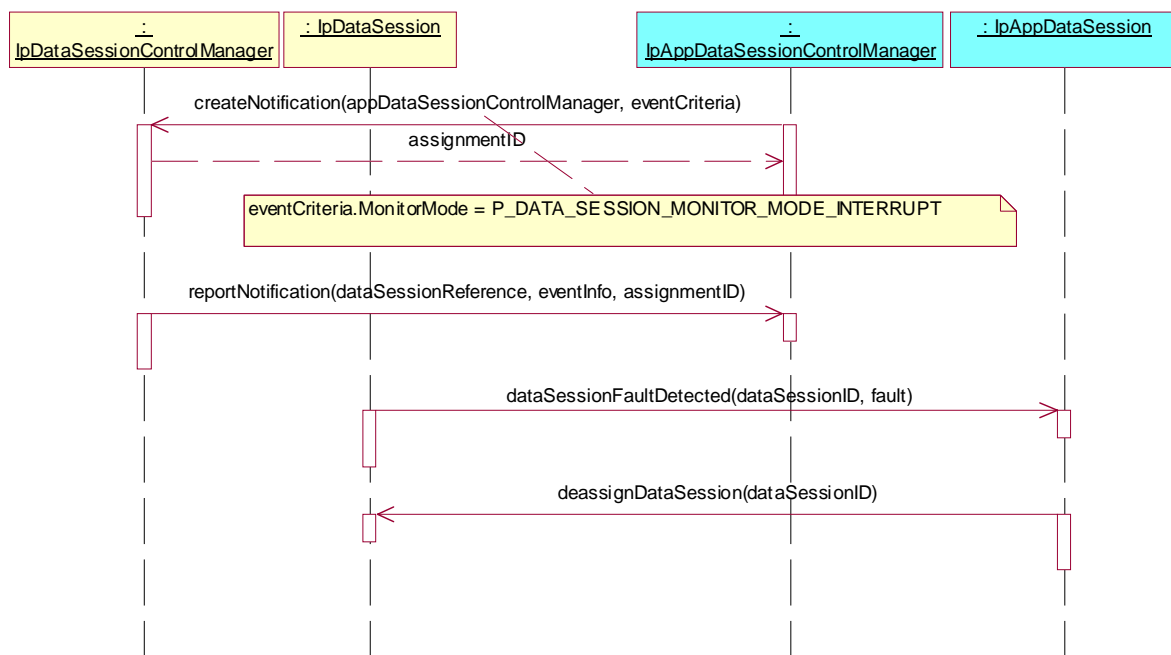 :
IpDataSessionControlManager
: IpDataSession
:
IpAppDataSessionControlManager
: IpAppDataSession
createNotification(appDataSessionControlManager, eventCriteria)
assignmentID
eventCriteria.MonitorMode = P_DATA_SESSION_MONITOR_MODE_INTERRUPT
reportNotification(dataSessionReference, eventInfo, assignmentID)
dataSessionFaultDetected(dataSessionID, fault)
deassignDataSession(dataSessionID)